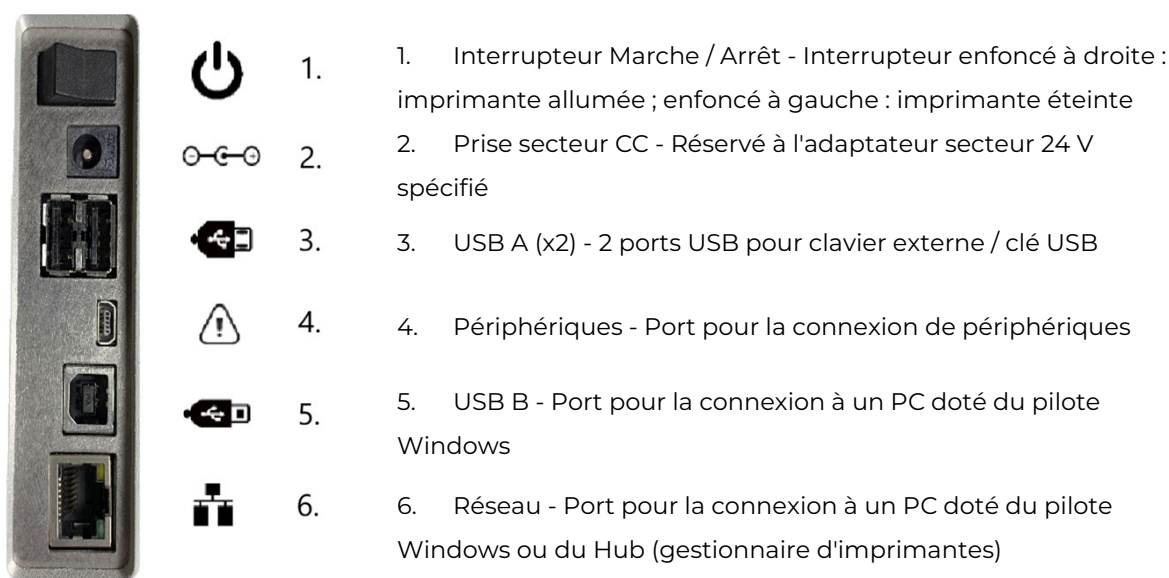 1.
1. Interrupteur Marche / Arrêt - Interrupteur enfoncé à droite :
imprimante allumée ; enfoncé à gauche : imprimante éteinte
2.
2. Prise secteur CC - Réservé à l'adaptateur secteur 24 V
spécifié
3.
3. USB A (x2) - 2 ports USB pour clavier externe / clé USB
4.
4. Périphériques - Port pour la connexion de périphériques
5.
5. USB B - Port pour la connexion à un PC doté du pilote
Windows
6.
6. Réseau - Port pour la connexion à un PC doté du pilote
Windows ou du Hub (gestionnaire d'imprimantes)